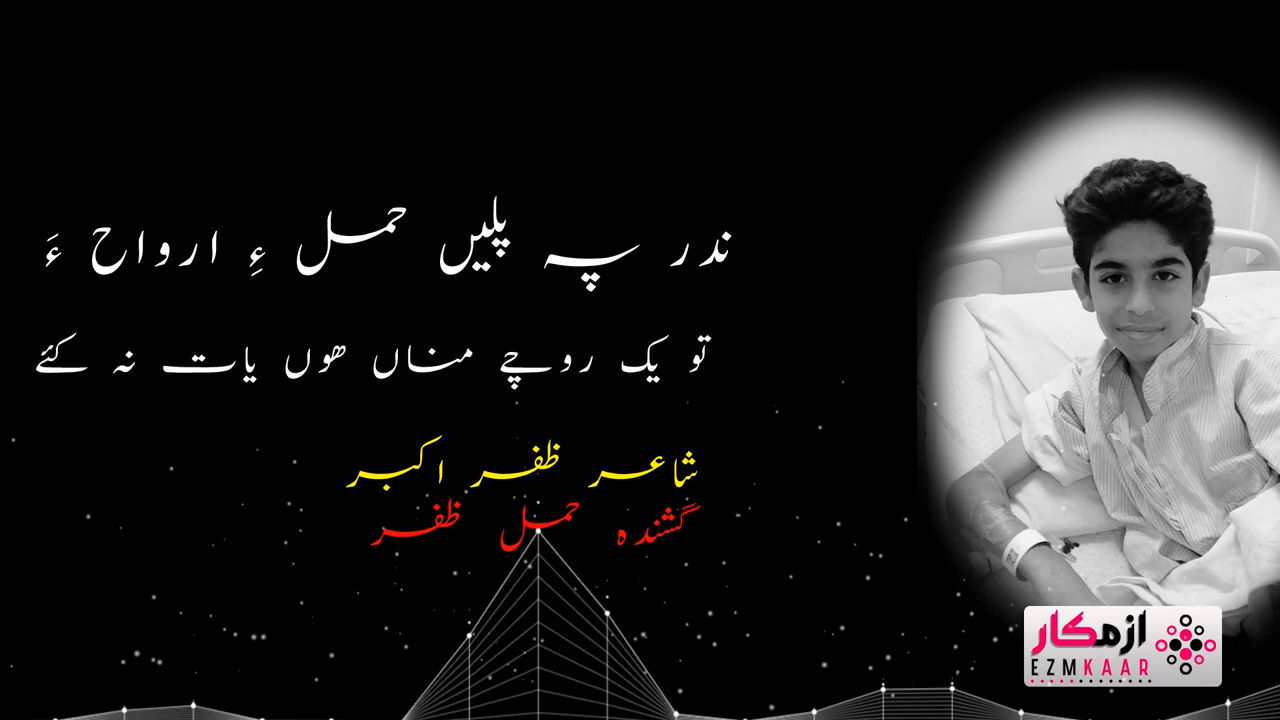 ندر پہ پلیں حمل ءِ ارواح ءَ
تو یک روچے مناں ھوں یات نہ کئے
شاعر ظفر اکبر
گشندہ حمل ظفر
ازمکار
EZMKAAR